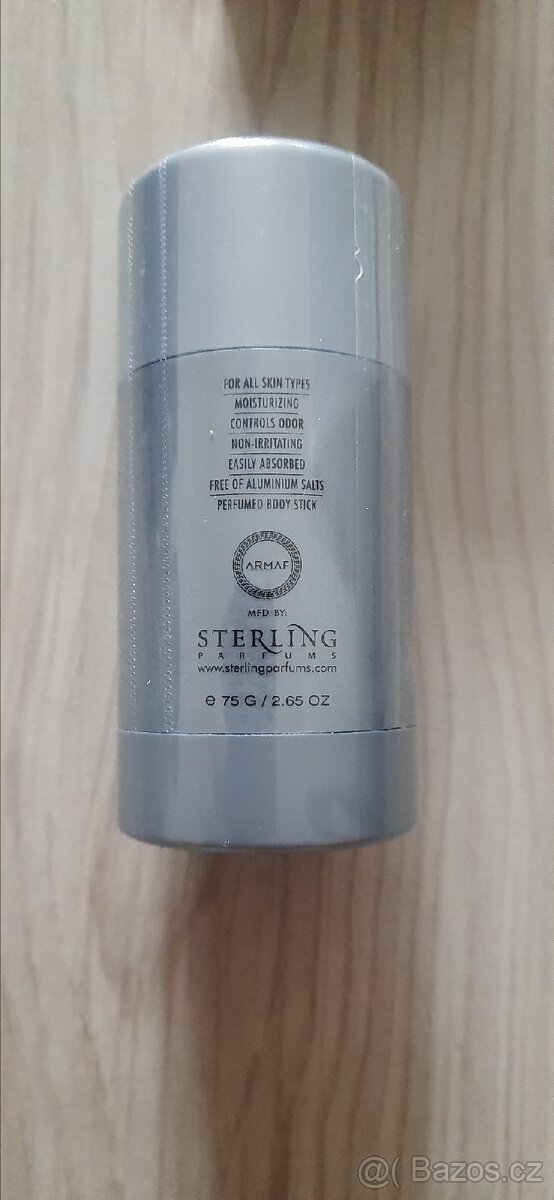 FOR ALL SKIN TYPES
MOISTURIZING
CONTROLS ODOR
NON-IRRITATING
EASILY ABSORBED
FREE OF ALUMINIUM SALTS
PERFUMED BODY STICK
ARMAF
MFD BY:
STERLING
PARFUMS
www.sterlingparfums.com
℮ 75 G / 2.65 OZ
@( Bazos.cz